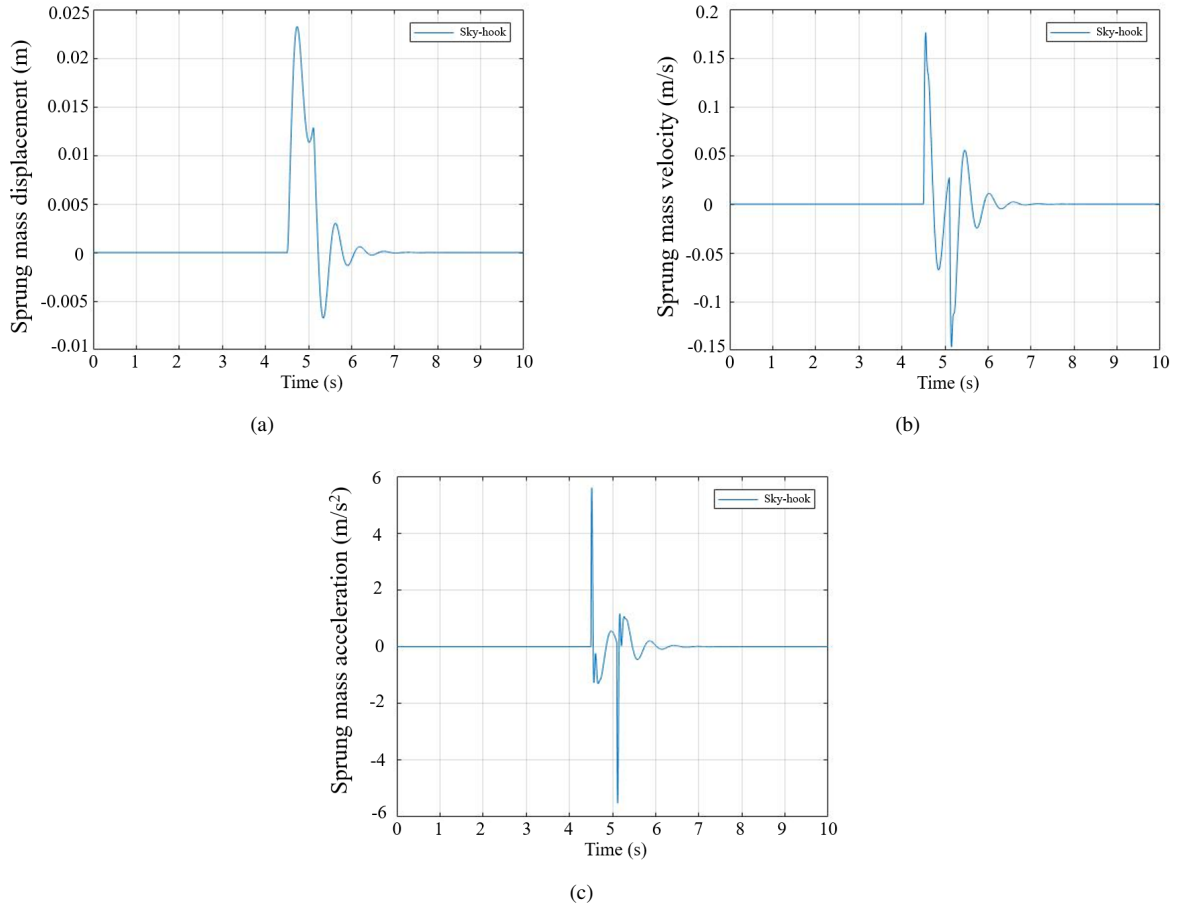 Sprung mass displacement (m)
0.025
0.02
0.015
0.01
0.005
0
-0.005
-0.01
0 1 2 3 4 5 6 7 8 9 10
Time (s)
Sky-hook
(a)
Sprung mass velocity (m/s)
0.2
0.15
0.1
0.05
0
-0.05
-0.1
-0.15
0 1 2 3 4 5 6 7 8 9 10
Time (s)
Sky-hook
(b)
Sprung mass acceleration (m/s²)
6
4
2
0
-2
-4
-6
0 1 2 3 4 5 6 7 8 9 10
Time (s)
Sky-hook
(c)